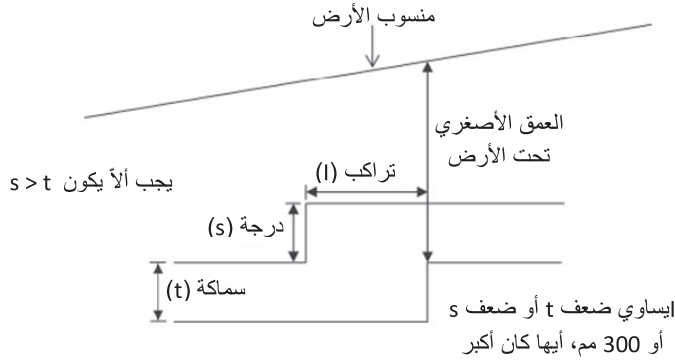 منسوب الأرض
العمق الأصغري
تحت الأرض
تراكب (l)
يجب ألاّ يكون s > t
درجة (s)
سماكة (t)
lيساوي ضعف t أو ضعف s
أو 300 مم، أيها كان أكبر